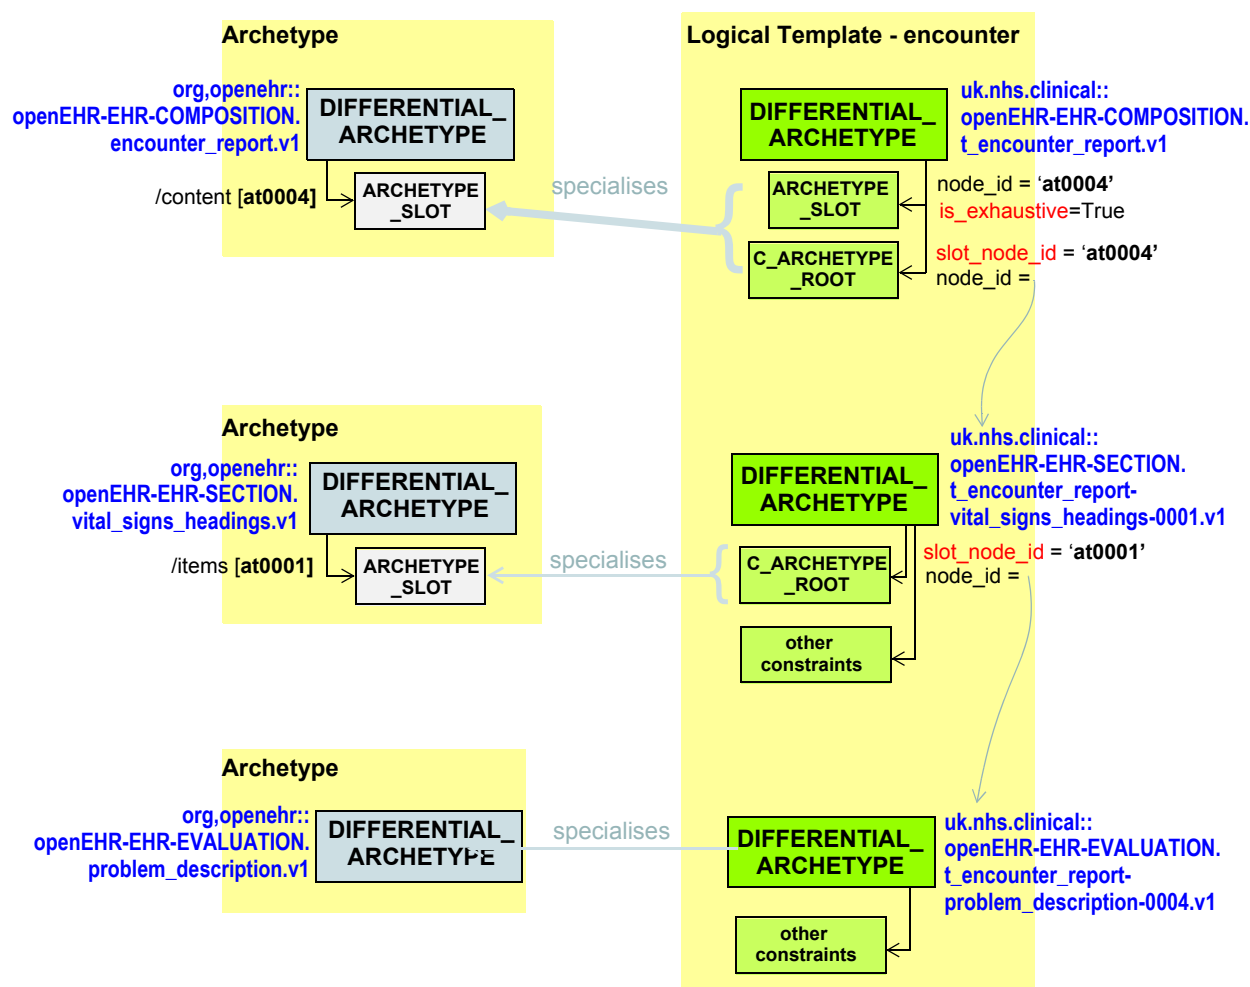 Archetype
org,openehr::
openEHR-EHR-COMPOSITION.
encounter_report.v1
DIFFERENTIAL_
ARCHETYPE
/content [at0004]
ARCHETYPE
_SLOT
specialises
Logical Template - encounter
DIFFERENTIAL_
ARCHETYPE
uk.nhs.clinical::
openEHR-EHR-COMPOSITION.
t_encounter_report.v1
ARCHETYPE
_SLOT
node_id = ‘at0004’
is_exhaustive=True
C_ARCHETYPE
_ROOT
slot_node_id = ‘at0004’
node_id =
Archetype
org,openehr::
openEHR-EHR-SECTION.
vital_signs_headings.v1
DIFFERENTIAL_
ARCHETYPE
/items [at0001]
ARCHETYPE
_SLOT
specialises
DIFFERENTIAL_
ARCHETYPE
uk.nhs.clinical::
openEHR-EHR-SECTION.
t_encounter_report-
vital_signs_headings-0001.v1
C_ARCHETYPE
_ROOT
slot_node_id = ‘at0001’
node_id =
other
constraints
Archetype
org,openehr::
openEHR-EHR-EVALUATION.
problem_description.v1
DIFFERENTIAL_
ARCHETYPE
specialises
DIFFERENTIAL_
ARCHETYPE
uk.nhs.clinical::
openEHR-EHR-EVALUATION.
t_encounter_report-
problem_description-0004.v1
other
constraints